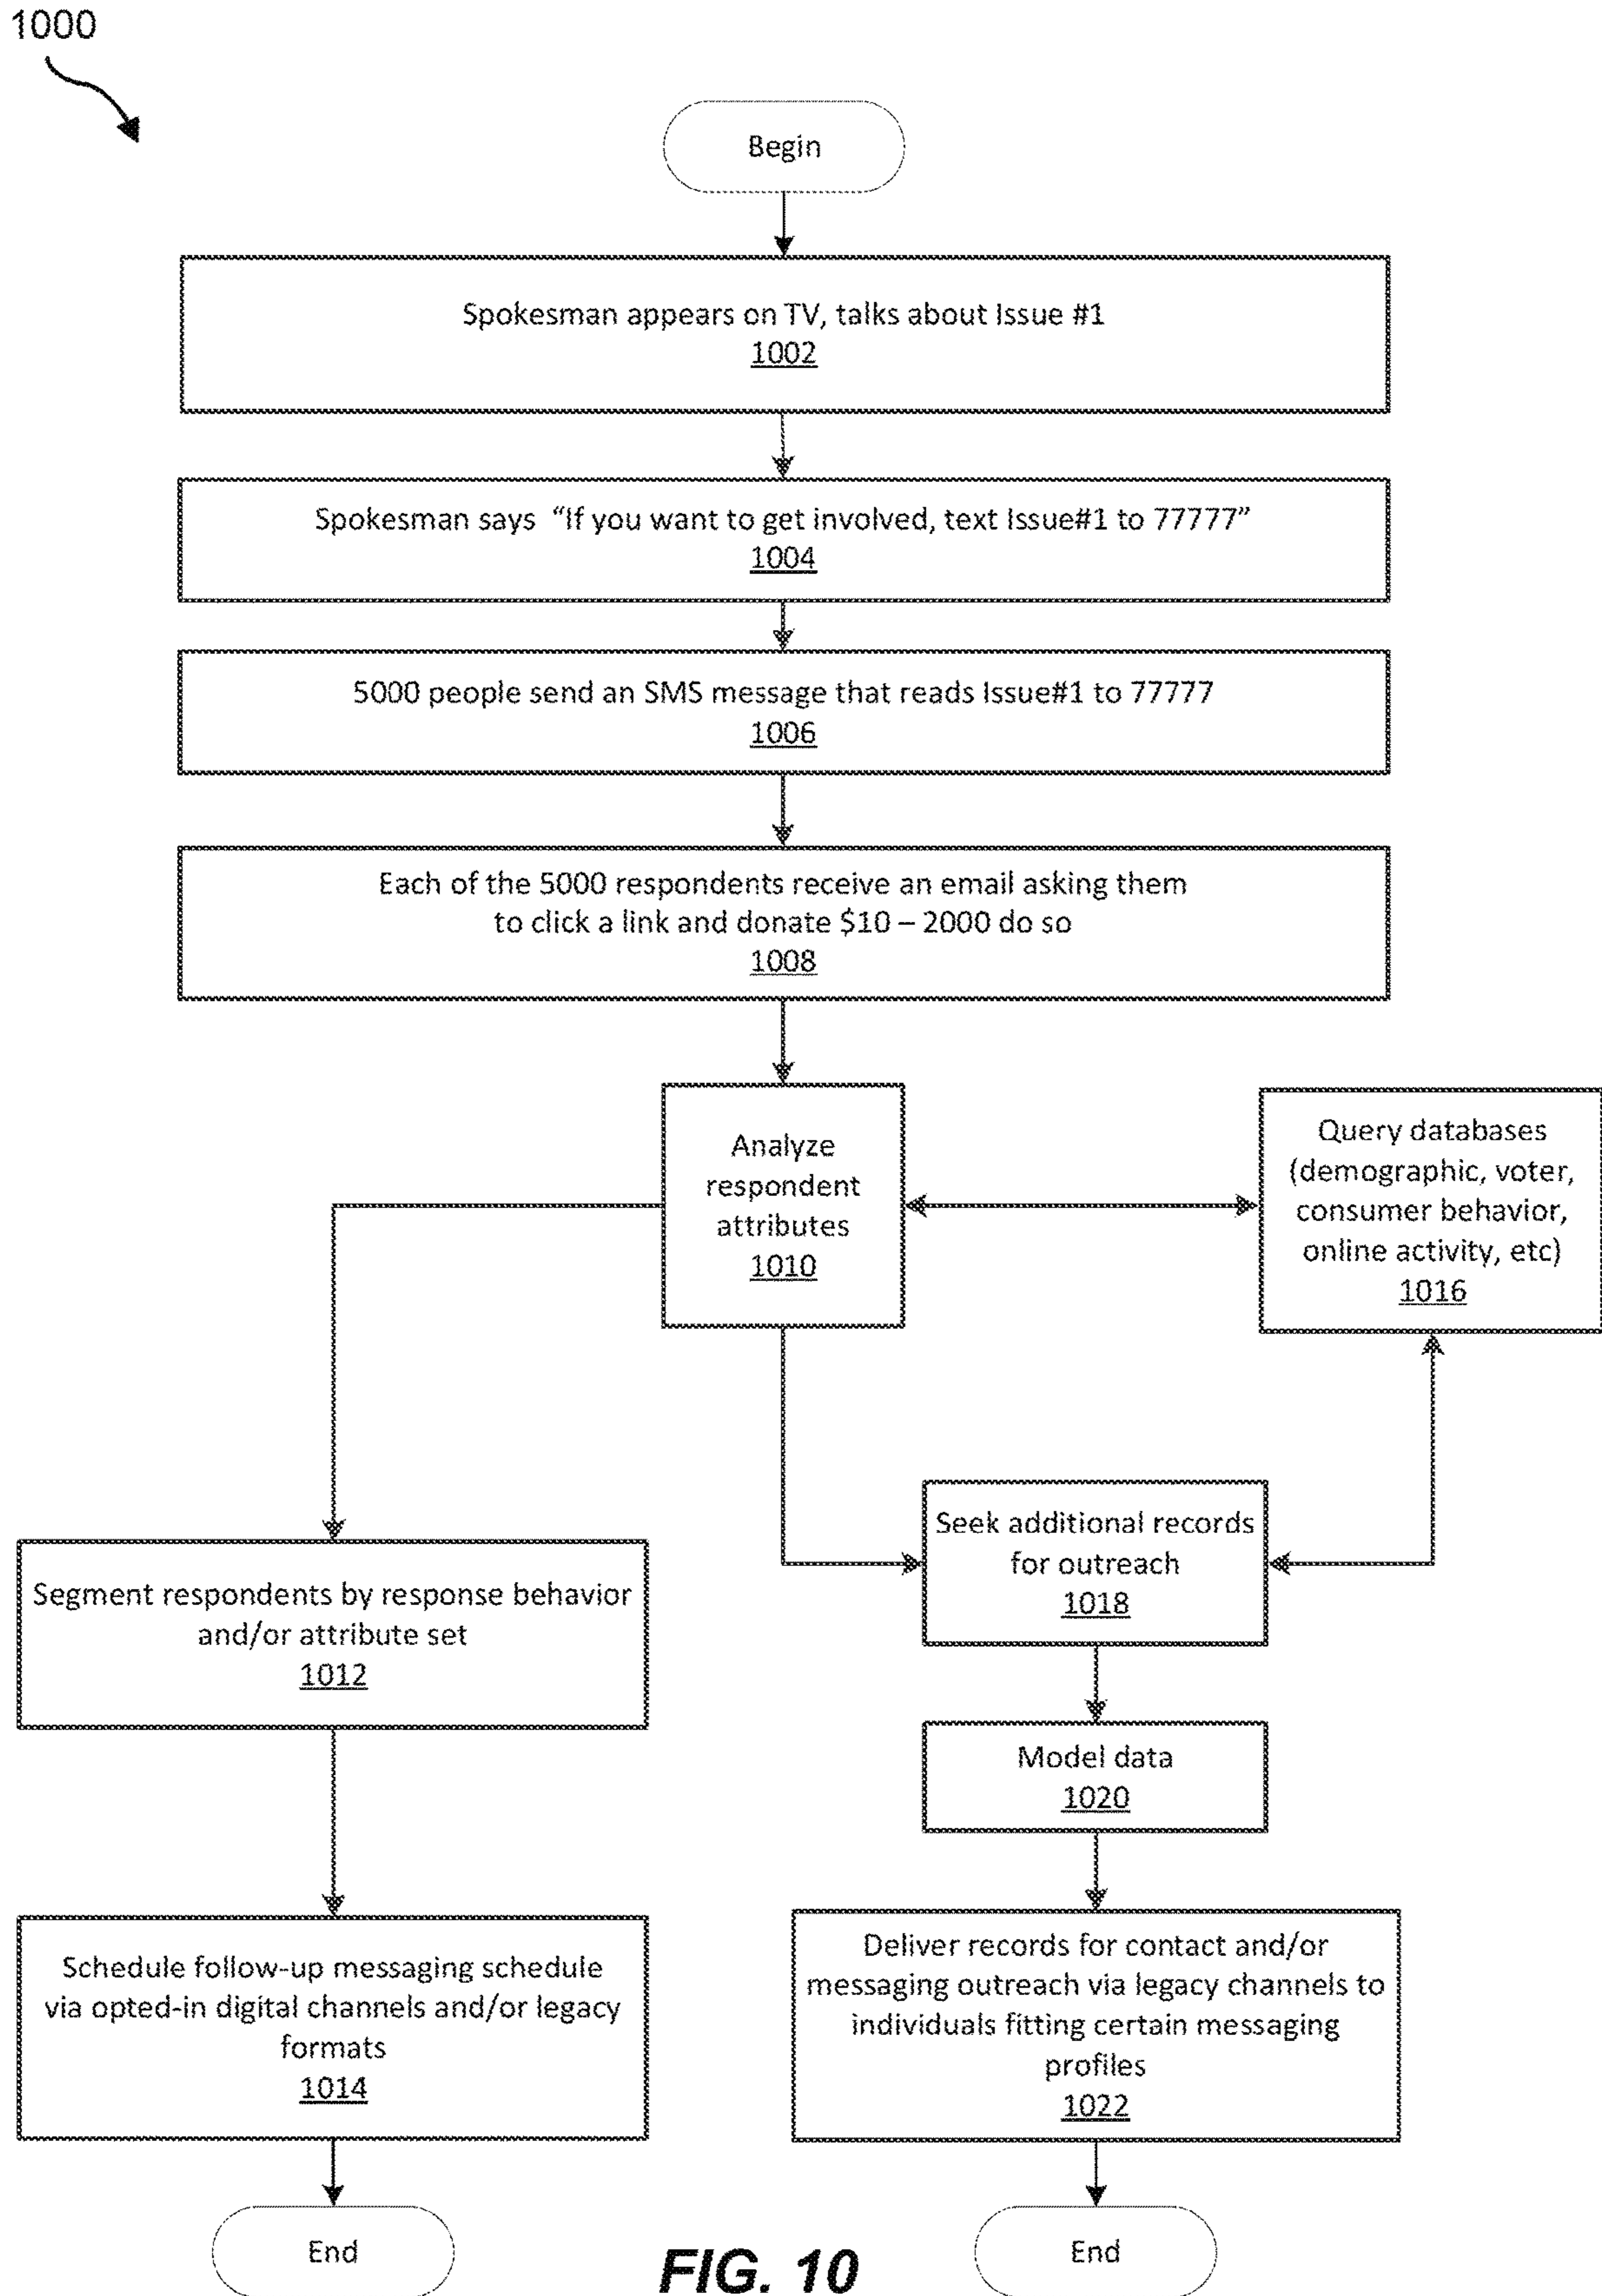 1000
Begin
Spokesman appears on TV, talks about Issue #1
1002
Spokesman says “If you want to get involved, text Issue#1 to 77777”
1004
5000 people send an SMS message that reads Issue#1 to 77777
1006
Each of the 5000 respondents receive an email asking them
to click a link and donate $10 – 2000 do so
1008
Analyze
respondent
attributes
1010
Query databases
(demographic, voter,
consumer behavior,
online activity, etc)
1016
Seek additional records
for outreach
1018
Segment respondents by response behavior
and/or attribute set
1012
Model data
1020
Schedule follow-up messaging schedule
via opted-in digital channels and/or legacy
formats
1014
Deliver records for contact and/or
messaging outreach via legacy channels to
individuals fitting certain messaging
profiles
1022
End
End
FIG. 10